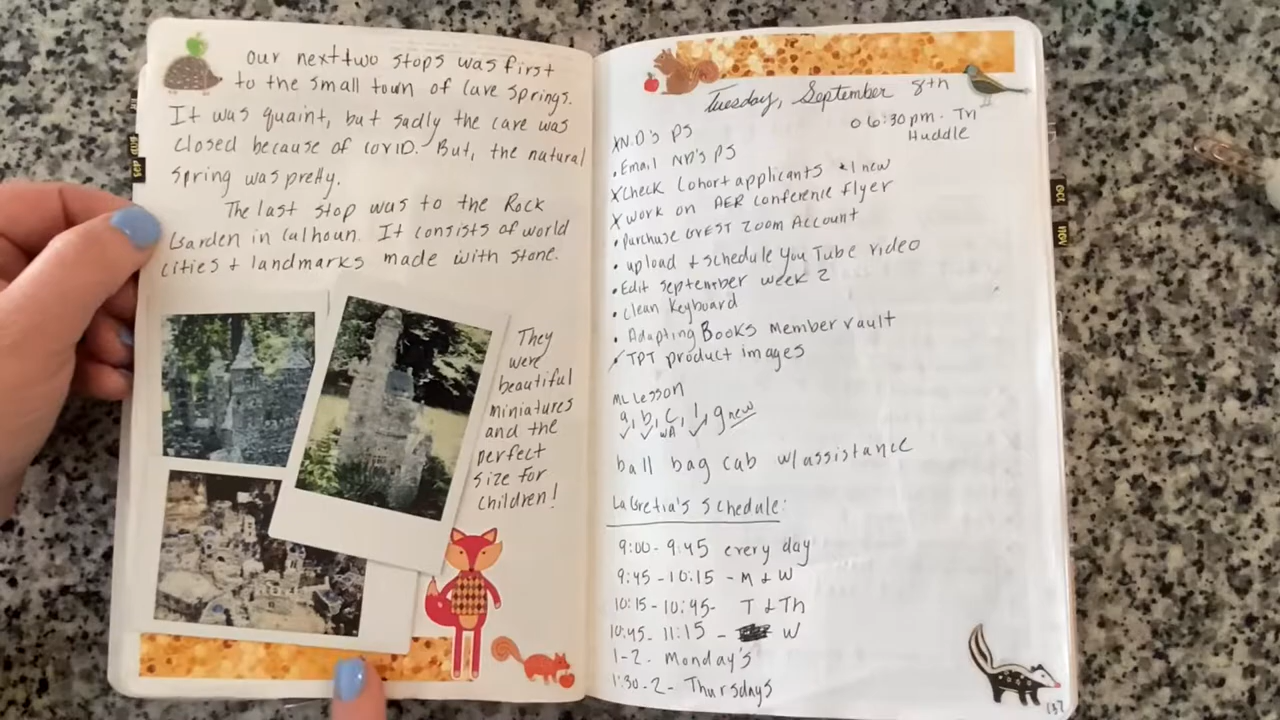 our next two stops was first
to the small town of Cave Springs.
It was quaint, but sadly the cave was
closed because of COVID. But, the natural
spring was pretty.
The last stop was to the Rock
Garden in Calhoun. It consists of world
cities + landmarks made with stone.
They
were
beautiful
miniatures
and the
perfect
size for
children!
Tuesday, September 8th
o 6:30pm - TN
Huddle
X N.D's PS
• Email ND's PS
X Check Cohort applicants *1 new
X work on AER conference flyer
• Purchase GVEST Zoom Account
• upload + schedule YouTube video
• Edit September week 2
• Clean Keyboard
• Adapting Books Member vault
TPT product images
ML Lesson
a, b, c, l, g new
WA
ball bag cab w/assistance
LaGretia's Schedule:
9:00 - 9:45 every day
9:45 - 10:15 - M + W
10:15 - 10:45 - T + Th
10:45 - 11:15 - W
1-2 - Monday's
1:30-2 - Thursdays
137
OCT
NOV